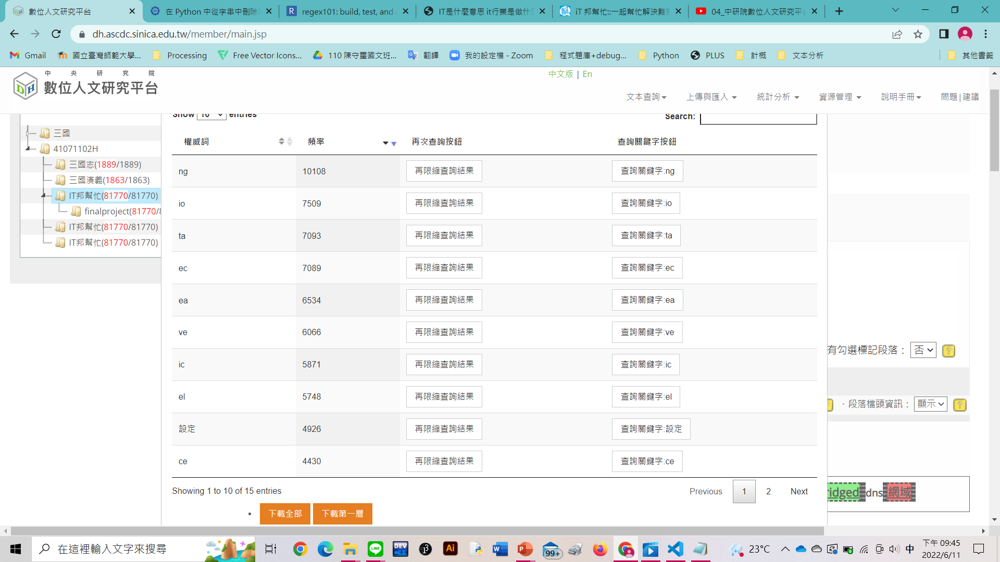 數位人文研究平台
在 Python 中從字串中刪除
regex101: build, test, and
IT是什麼意思 it行業是做什
iT 邦幫忙::一起幫忙解決難
04_中研院數位人文研究平
dh.ascdc.sinica.edu.tw/member/main.jsp
Gmail
國立臺灣師範大學...
Processing
Free Vector Icons...
110 陳守璽國文班...
翻譯
我的設定檔 - Zoom
程式題庫+debug...
Python
PLUS
計概
文本分析
其他書籤
中央研究院
數位人文研究平台
中文版 | En
文本查詢
上傳與匯入
統計分析
資源管理
說明手冊
問題|建議
三國
41071102H
三國志(1889/1889)
三國演義(1863/1863)
IT邦幫忙(81770/81770)
finalproject(81770/8
IT邦幫忙(81770/81770)
IT邦幫忙(81770/81770)
Show 10 entries
Search:
權威詞 頻率 再次查詢按鈕 查詢關鍵字按鈕
ng 10108 再限縮查詢結果 查詢關鍵字:ng
io 7509 再限縮查詢結果 查詢關鍵字:io
ta 7093 再限縮查詢結果 查詢關鍵字:ta
ec 7089 再限縮查詢結果 查詢關鍵字:ec
ea 6534 再限縮查詢結果 查詢關鍵字:ea
ve 6066 再限縮查詢結果 查詢關鍵字:ve
ic 5871 再限縮查詢結果 查詢關鍵字:ic
el 5748 再限縮查詢結果 查詢關鍵字:el
設定 4926 再限縮查詢結果 查詢關鍵字:設定
ce 4430 再限縮查詢結果 查詢關鍵字:ce
Showing 1 to 10 of 15 entries
Previous 1 2 Next
下載全部 下載第一層
有勾選標記段落： 否
、段落檔頭資訊： 顯示
ridged dns 網域
在這裡輸入文字來搜尋
99+
23°C
中
下午 09:45
2022/6/11